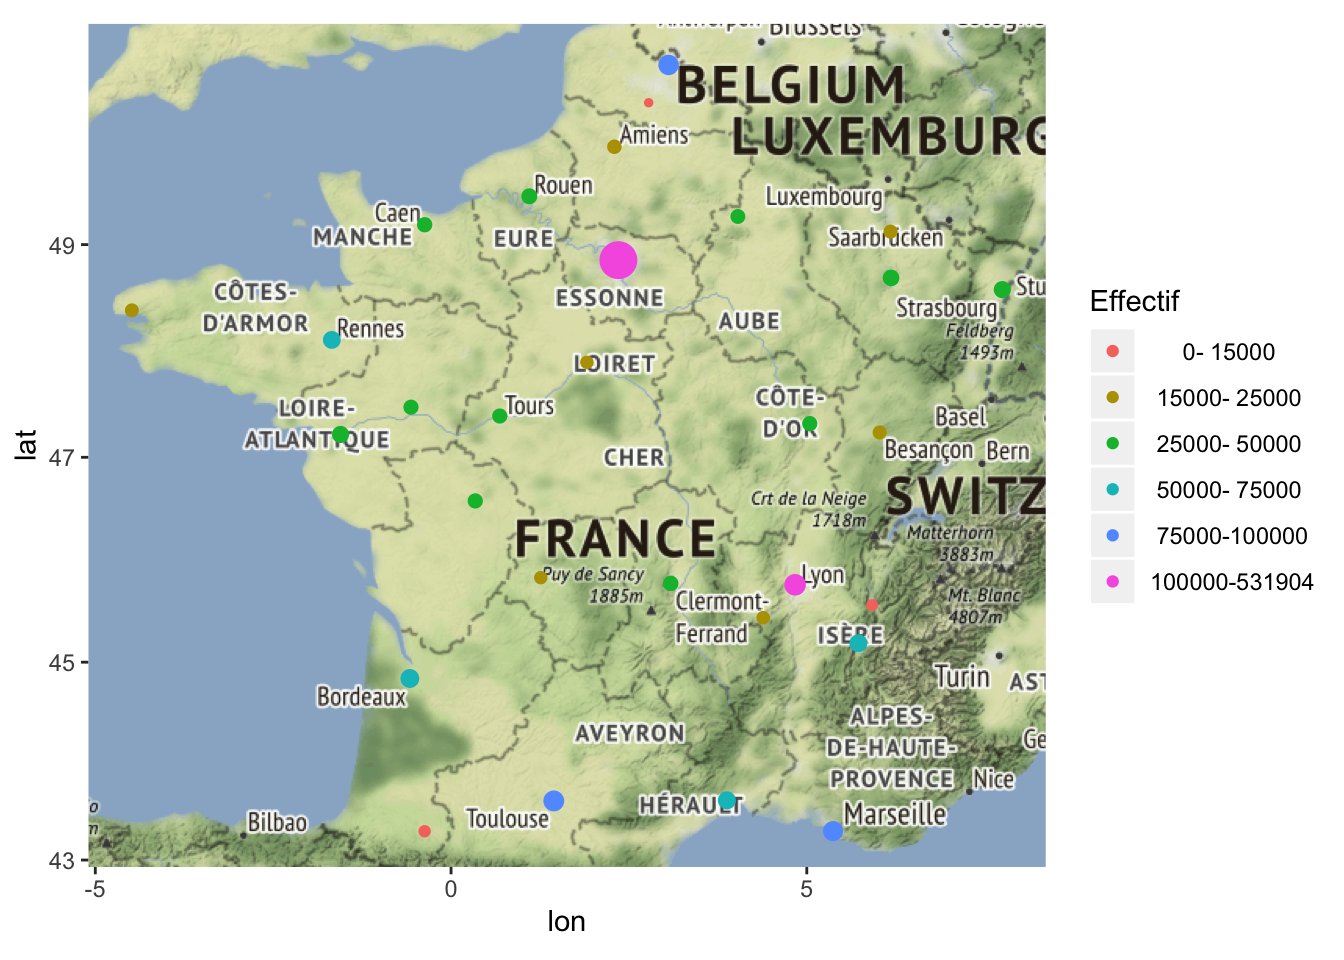 Brussels
BELGIUM
LUXEMBURG
Amiens
Rouen
Luxembourg
Caen
MANCHE
EURE
Saarbrücken
49
CÔTES-
D'ARMOR
ESSONNE
Strasbourg
Stu
Rennes
AUBE
Feldberg
1493m
LOIRET
LOIRE-
ATLANTIQUE
Tours
CÔTE-
D'OR
Basel
Besançon
Bern
47
CHER
Crt de la Neige
1718m
SWITZ
FRANCE
Matterhorn
3883m
Puy de Sancy
1885m
Lyon
Clermont-
Ferrand
Mt. Blanc
4807m
ISÈRE
45
Bordeaux
Turin
AST
AVEYRON
ALPES-
DE-HAUTE-
PROVENCE
Ge
Nice
HÉRAULT
Toulouse
Marseille
Bilbao
o
m
43
-5
0
5
lon
lat
Effectif
0- 15000
15000- 25000
25000- 50000
50000- 75000
75000-100000
100000-531904